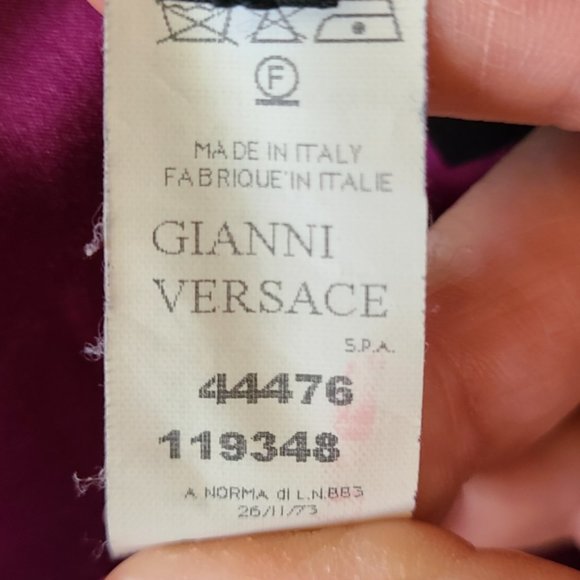 F
MADE IN ITALY
FABRIQUE'IN ITALIE
GIANNI
VERSACE
S.P.A.
44476
119348
A NORMA di L.N.883
26/11/73